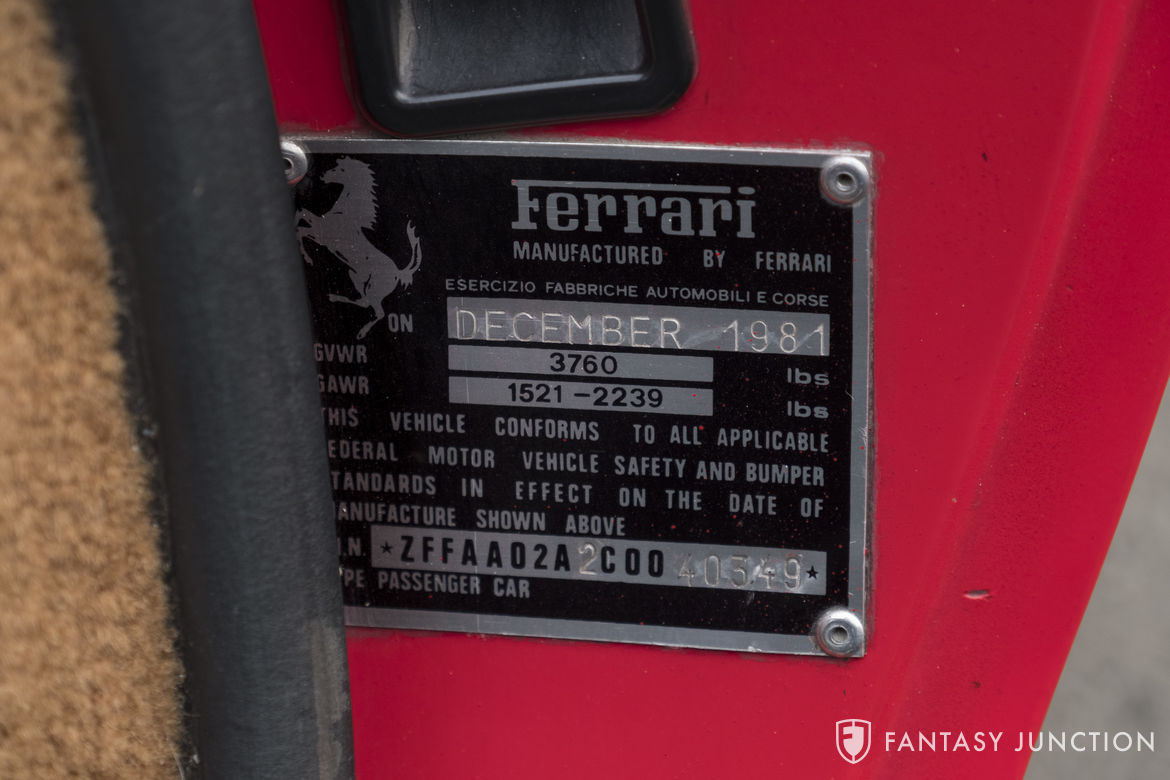 Ferrari
MANUFACTURED BY FERRARI
ESERCIZIO FABBRICHE AUTOMOBILI E CORSE
ON DECEMBER 1981
GVWR 3760 lbs
GAWR 1521-2239 lbs
THIS VEHICLE CONFORMS TO ALL APPLICABLE
EDERAL MOTOR VEHICLE SAFETY AND BUMPER
TANDARDS IN EFFECT ON THE DATE OF
ANUFACTURE SHOWN ABOVE
.N. ★ZFFAA02A2C0040349★
PE PASSENGER CAR
FANTASY JUNCTION